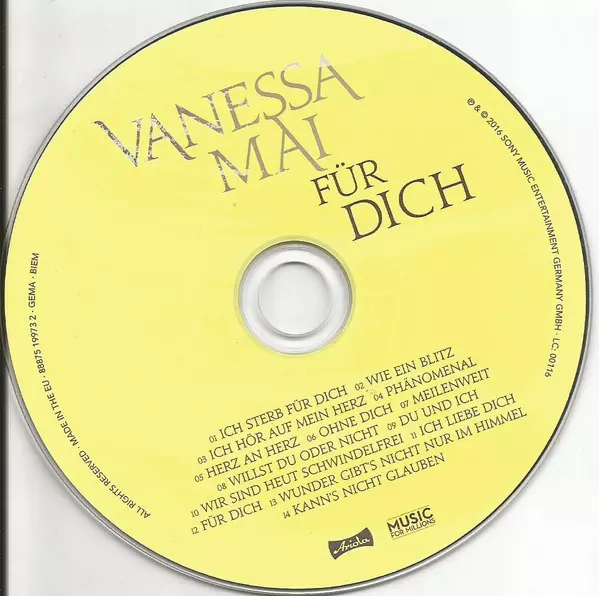 VANESSA
MAI
FÜR
DICH
℗ & © 2016 SONY MUSIC ENTERTAINMENT GERMANY GMBH · LC: 00116
ALL RIGHTS RESERVED · MADE IN THE EU 88875 19973 2 · GEMA · BIEM
01 ICH STERB FÜR DICH 02 WIE EIN BLITZ
03 ICH HÖR AUF MEIN HERZ 04 PHÄNOMENAL
05 HERZ AN HERZ 06 OHNE DICH 07 MEILENWEIT
08 WILLST DU ODER NICHT 09 DU UND ICH
10 WIR SIND HEUT SCHWINDELFREI 11 ICH LIEBE DICH
12 FÜR DICH 13 WUNDER GIBT'S NICHT NUR IM HIMMEL
14 KANN'S NICHT GLAUBEN
Ariola
MUSIC
FOR MILLIONS